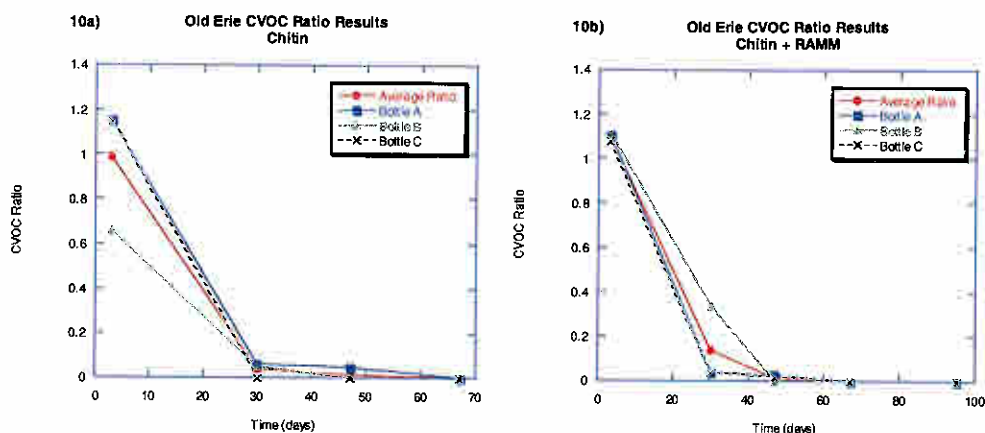 10a)
Old Erie CVOC Ratio Results
Chitin
1.4
1.2
1
0.8
0.6
0.4
0.2
0
CVOC Ratio
Average Ratio
Bottle A
Bottle B
Bottle C
0 10 20 30 40 50 60 70
Time (days)
10b)
Old Erie CVOC Ratio Results
Chitin + RAMM
1.4
1.2
1
0.8
0.6
0.4
0.2
0
CVOC Ratio
Average Ratio
Bottle A
Bottle B
Bottle C
0 20 40 60 80 100
Time (days)